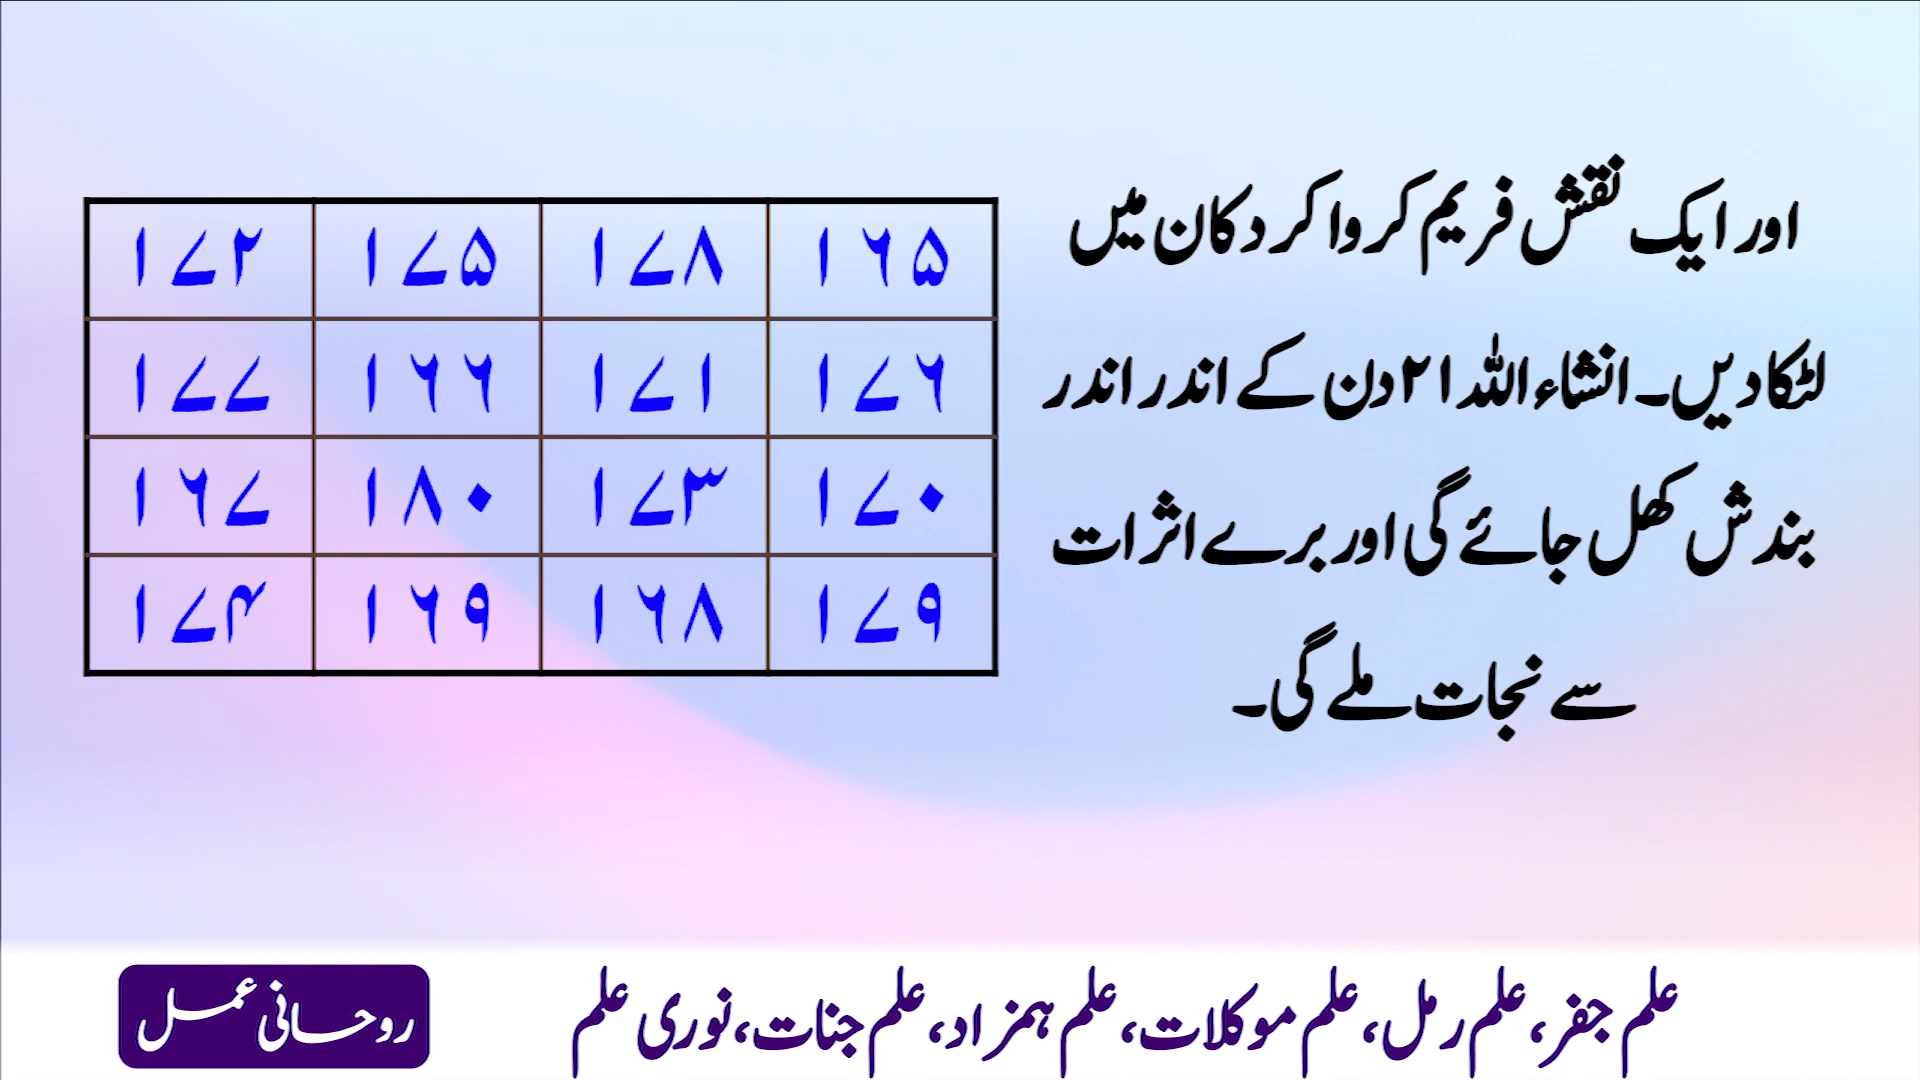 اور ایک نقش فریم کروا کر دکان میں
لٹکا دیں۔ انشاء اللہ ۲۱ دن کے اندر اندر
بندش کھل جائے گی اور برے اثرات
سے نجات ملے گی۔
۱۷۲ ۱۷۵ ۱۷۸ ۱۶۵
۱۷۷ ۱۶۶ ۱۷۱ ۱۷۶
۱۶۷ ۱۸۰ ۱۷۳ ۱۷۰
۱۷۴ ۱۶۹ ۱۶۸ ۱۷۹
علم جفر، علم رمل، علم موکلات، علم ہمزاد، علم جنات، نوری علم
روحانی عمل